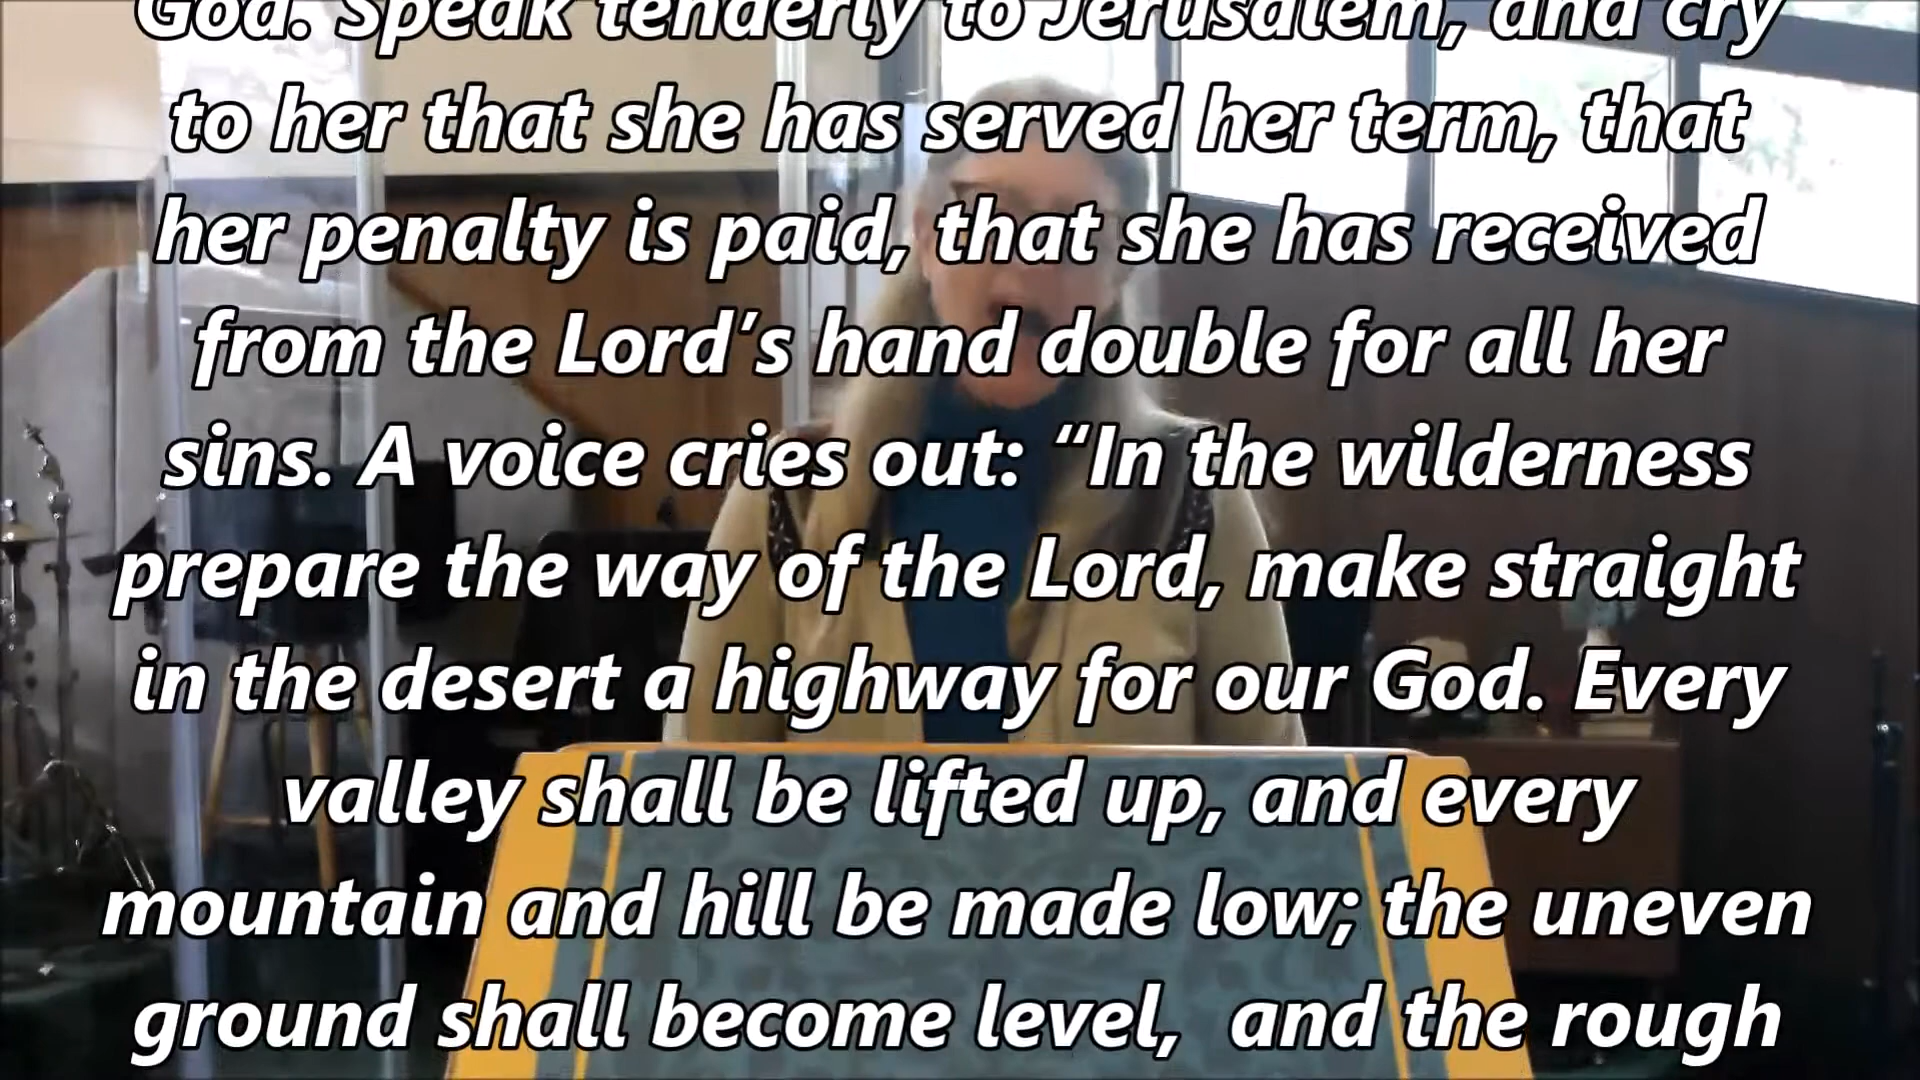 God. Speak tenderly to Jerusalem, and cry
to her that she has served her term, that
her penalty is paid, that she has received
from the Lord’s hand double for all her
sins. A voice cries out: “In the wilderness
prepare the way of the Lord, make straight
in the desert a highway for our God. Every
valley shall be lifted up, and every
mountain and hill be made low; the uneven
ground shall become level,  and the rough